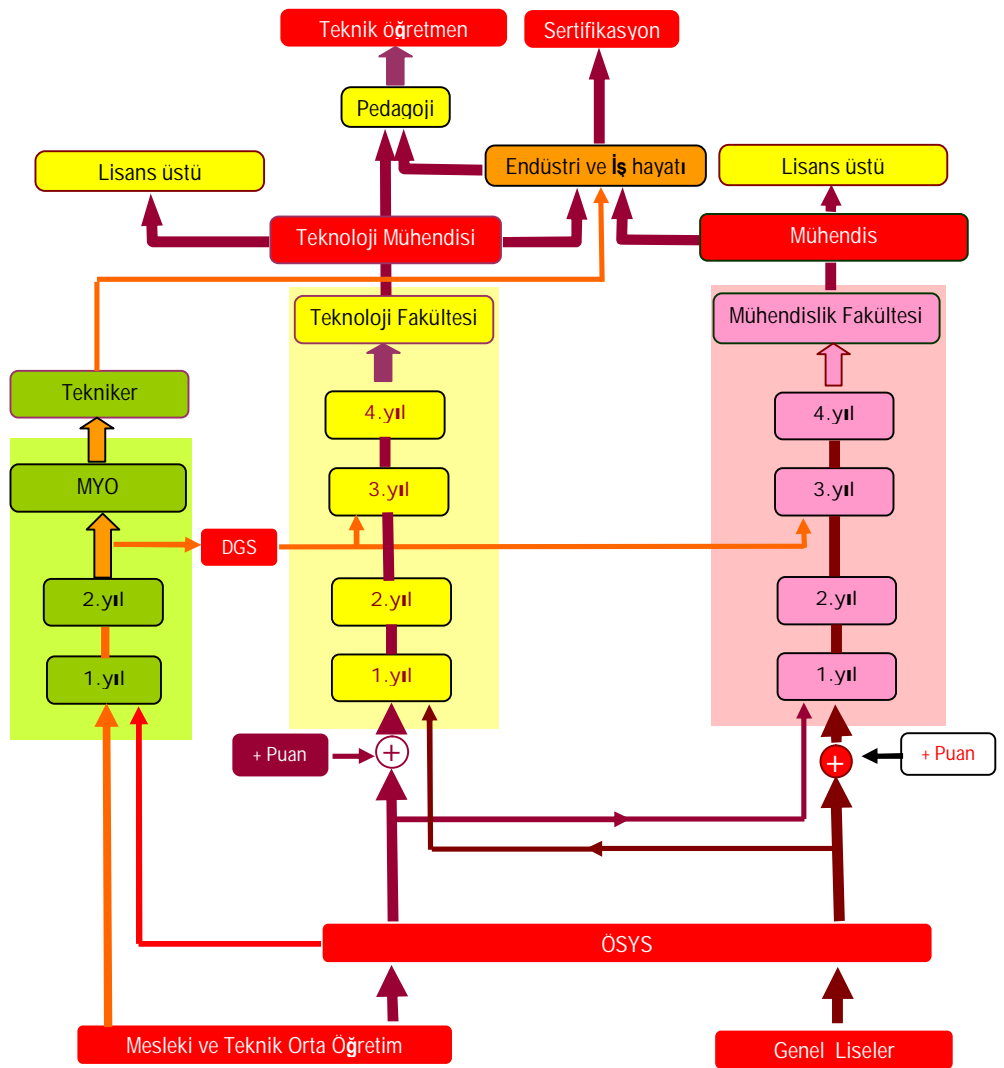 Teknik öğretmen
Sertifikasyon
Pedagoji
Lisans üstü
Endüstri ve İş hayatı
Lisans üstü
Teknoloji Mühendisi
Mühendis
Teknoloji Fakültesi
Mühendislik Fakültesi
Tekniker
4.yıl
4.yıl
MYO
3.yıl
3.yıl
DGS
2.yıl
2.yıl
2.yıl
1.yıl
1.yıl
1.yıl
+ Puan
+
+
+ Puan
ÖSYS
Mesleki ve Teknik Orta Öğretim
Genel Liseler